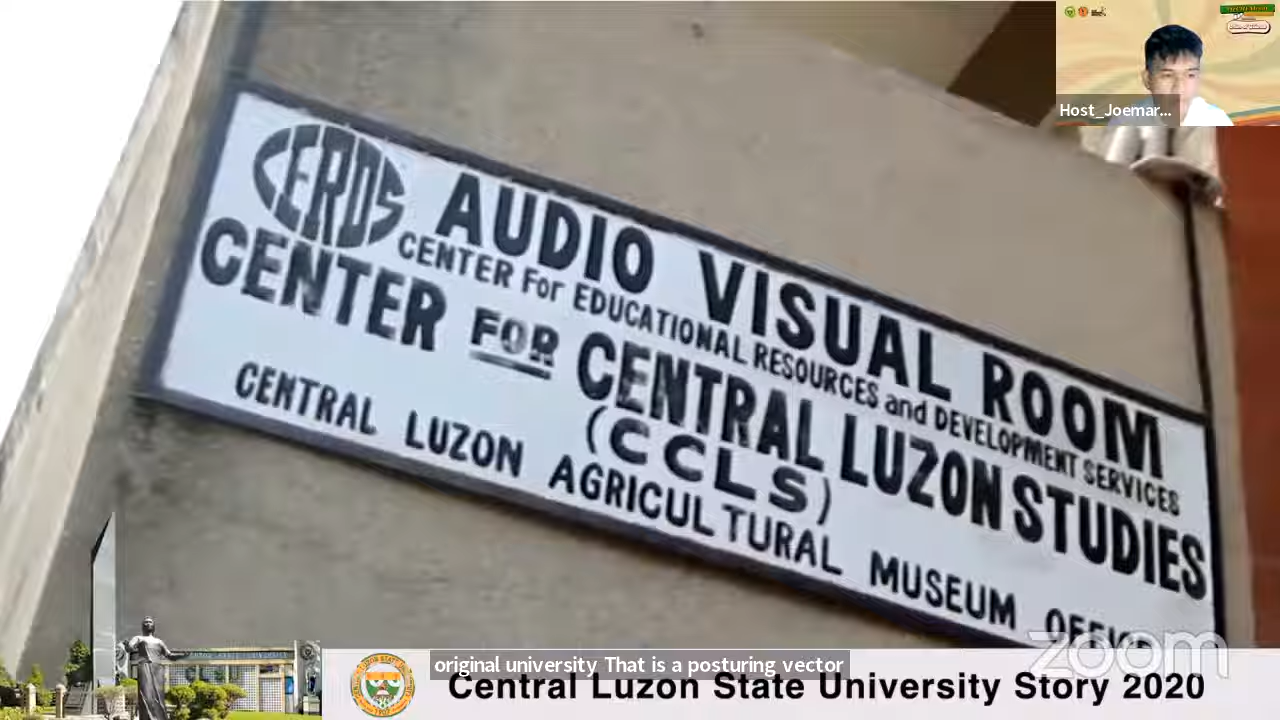 Host_Joemar...
CERDS
AUDIO VISUAL ROOM
CENTER For EDUCATIONAL RESOURCES and DEVELOPMENT SERVICES
CENTER FOR CENTRAL LUZON STUDIES
(CCLS)
CENTRAL LUZON AGRICULTURAL MUSEUM OFFICE
zoom
original university That is a posturing vector
Central Luzon State University Story 2020